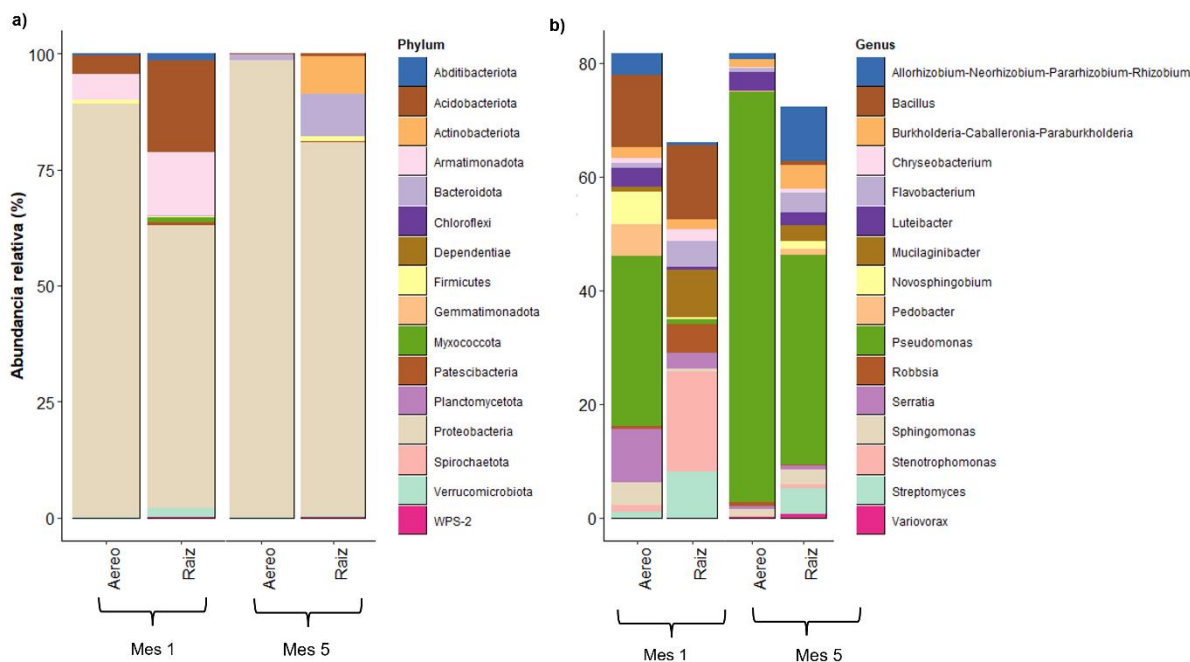 a)
Abundancia relativa (%)
100
75
50
25
0
Aereo
Raiz
Aereo
Raiz
Mes 1
Mes 5
Phylum
Abditibacteriota
Acidobacteriota
Actinobacteriota
Armatimonadota
Bacteroidota
Chloroflexi
Dependentiae
Firmicutes
Gemmatimonadota
Myxococcota
Patescibacteria
Planctomycetota
Proteobacteria
Spirochaetota
Verrucomicrobiota
WPS-2
b)
80
60
40
20
0
Aereo
Raiz
Aereo
Raiz
Mes 1
Mes 5
Genus
Allorhizobium-Neorhizobium-Pararhizobium-Rhizobium
Bacillus
Burkholderia-Caballeronia-Paraburkholderia
Chryseobacterium
Flavobacterium
Luteibacter
Mucilaginibacter
Novosphingobium
Pedobacter
Pseudomonas
Robbsia
Serratia
Sphingomonas
Stenotrophomonas
Streptomyces
Variovorax